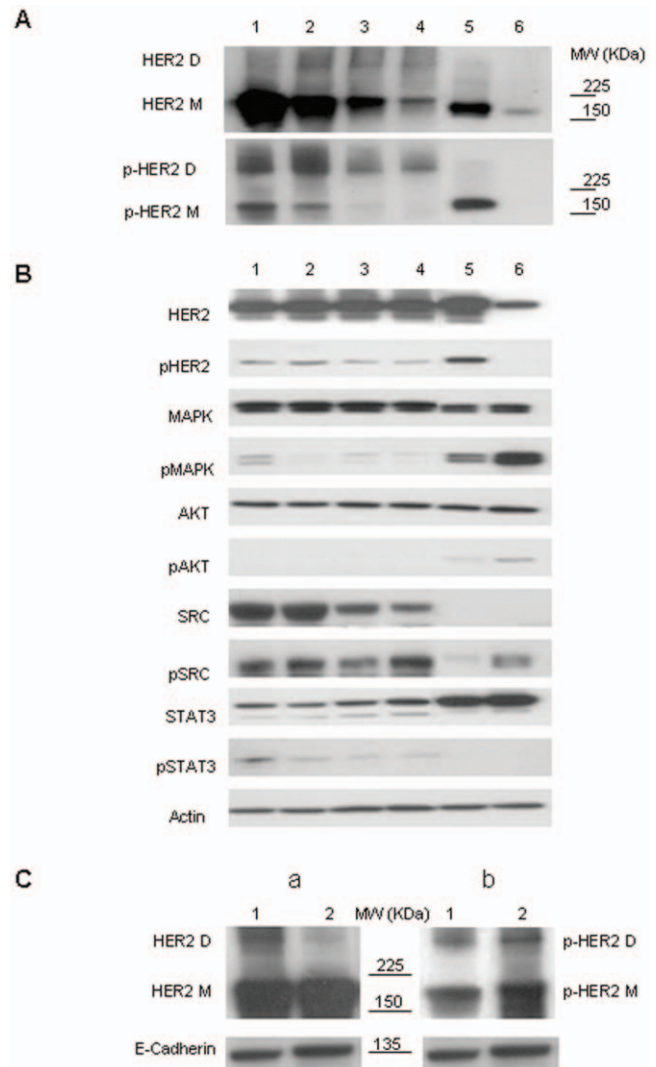 A
1 2 3 4 5 6
MW (KDa)
HER2 D
225
HER2 M
150
p-HER2 D
225
p-HER2 M
150
B
1 2 3 4 5 6
HER2
pHER2
MAPK
pMAPK
AKT
pAKT
SRC
pSRC
STAT3
pSTAT3
Actin
C
a b
1 2 MW (KDa) 1 2
HER2 D p-HER2 D
225
HER2 M p-HER2 M
150
E-Cadherin 135